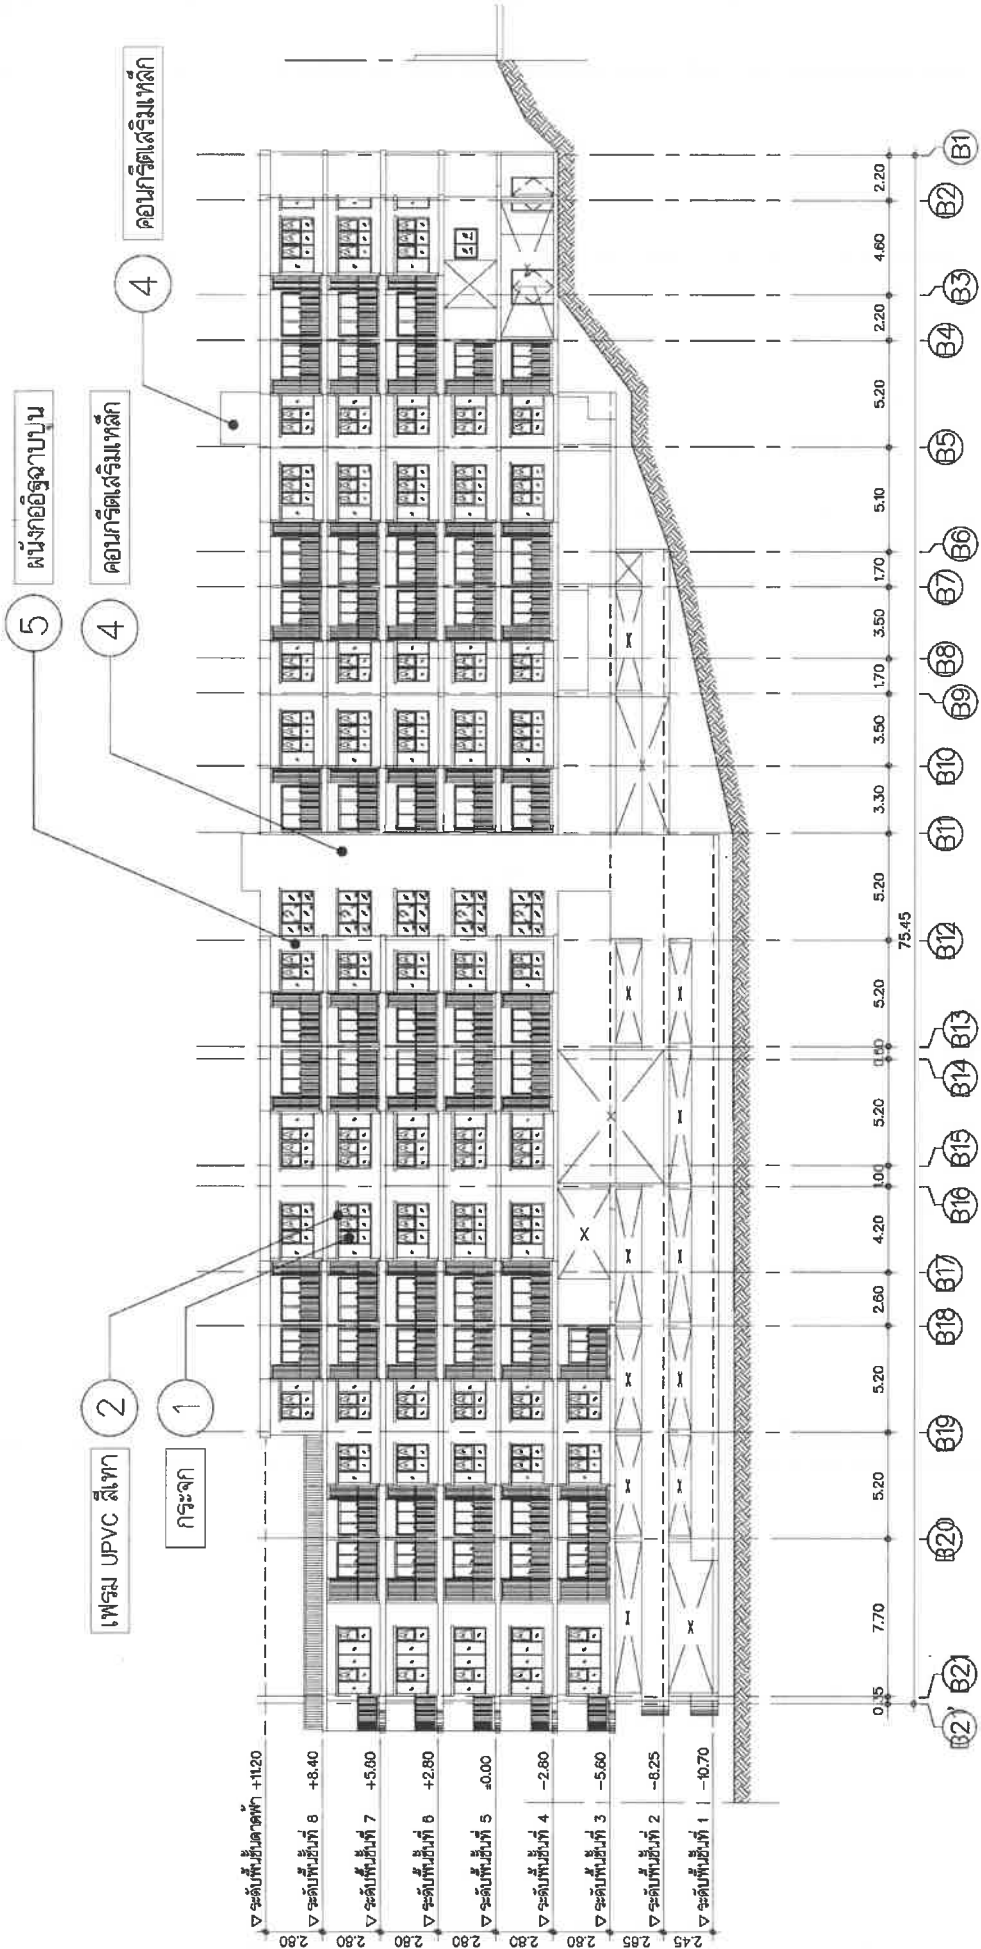 เฟรม UPVC สีเทา
2
กระจก
1
5
ผนังก่ออิฐฉาบปูน
4
คอนกรีตเสริมเหล็ก
4
คอนกรีตเสริมเหล็ก
ระดับพื้นชั้นดาดฟ้า +11.20
2.80
ระดับพื้นชั้นที่ 8 +8.40
2.80
ระดับพื้นชั้นที่ 7 +5.60
2.80
ระดับพื้นชั้นที่ 6 +2.80
2.80
ระดับพื้นชั้นที่ 5 ±0.00
2.80
ระดับพื้นชั้นที่ 4 -2.80
2.80
ระดับพื้นชั้นที่ 3 -5.60
2.65
ระดับพื้นชั้นที่ 2 -8.25
2.45
ระดับพื้นชั้นที่ 1 -10.70
0.35 7.70 5.20 5.20 2.60 4.20 1.00 5.20 0.60 5.20 5.20 3.30 3.50 1.70 3.50 1.70 5.10 5.20 2.20 4.60 2.20
75.45
B21' B21 B20 B19 B18 B17 B16 B15 B14 B13 B12 B11 B10 B9 B8 B7 B6 B5 B4 B3 B2 B1